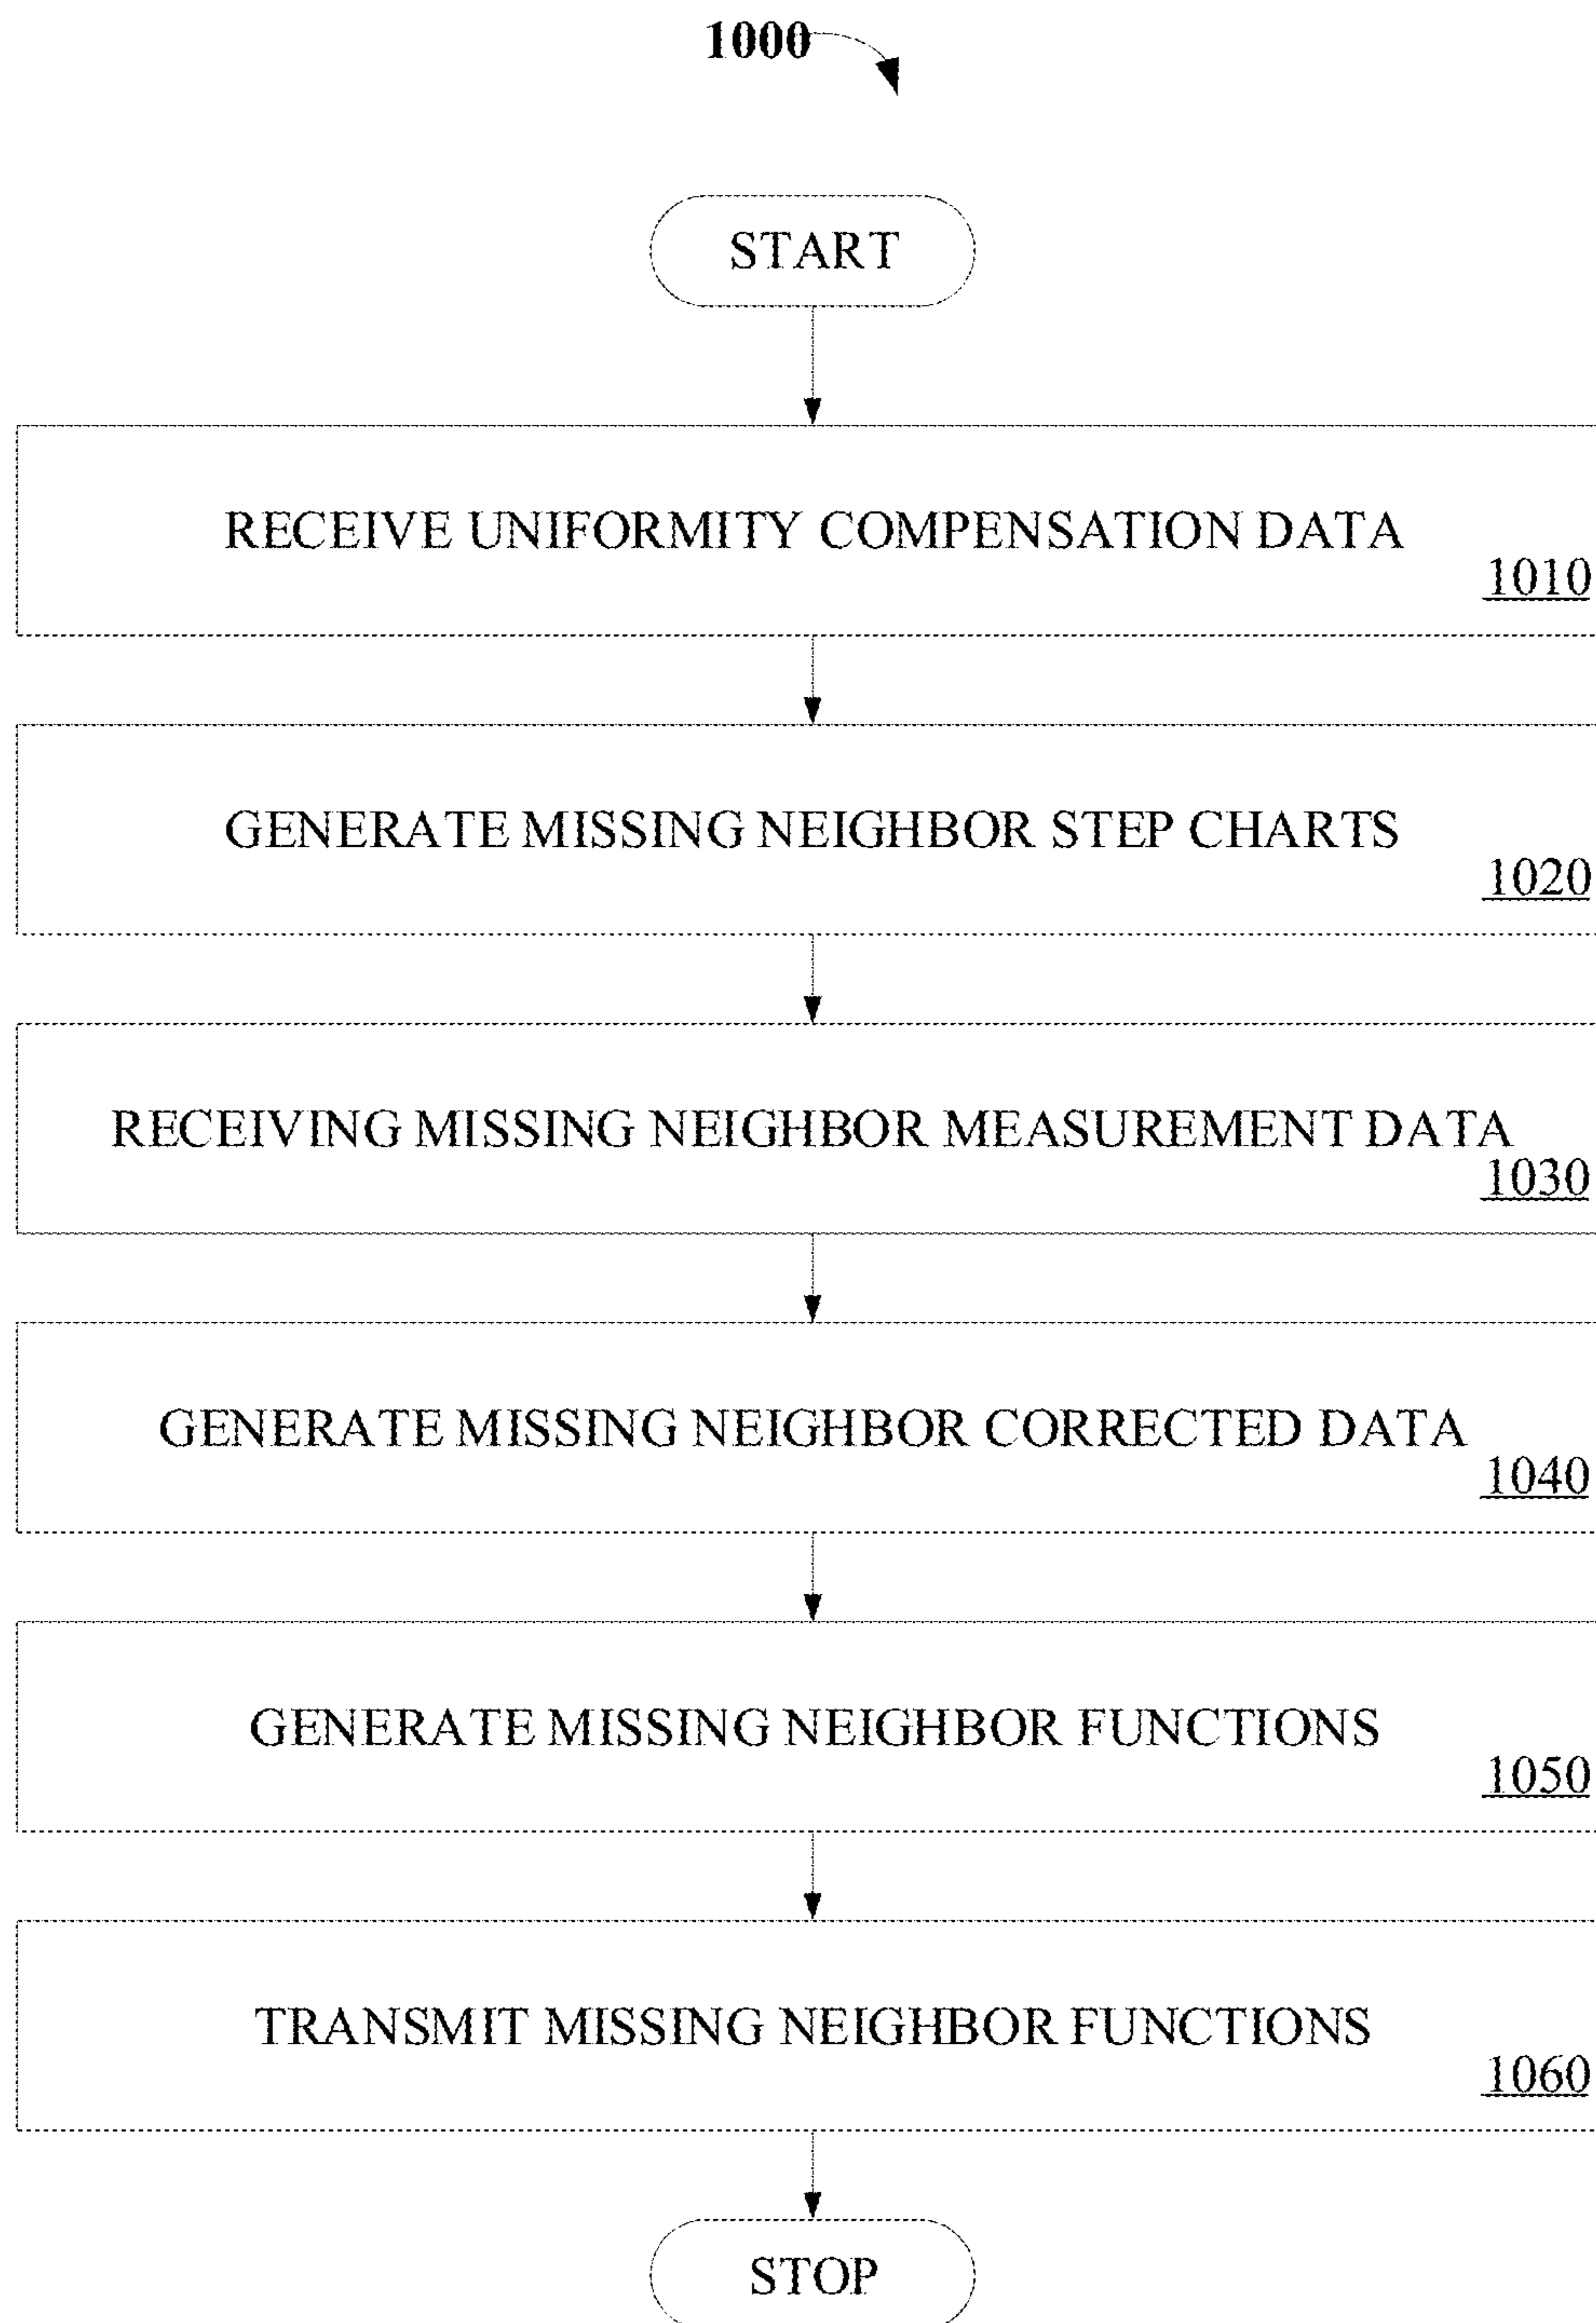 1000
START
RECEIVE UNIFORMITY COMPENSATION DATA
1010
GENERATE MISSING NEIGHBOR STEP CHARTS
1020
RECEIVING MISSING NEIGHBOR MEASUREMENT DATA
1030
GENERATE MISSING NEIGHBOR CORRECTED DATA
1040
GENERATE MISSING NEIGHBOR FUNCTIONS
1050
TRANSMIT MISSING NEIGHBOR FUNCTIONS
1060
STOP